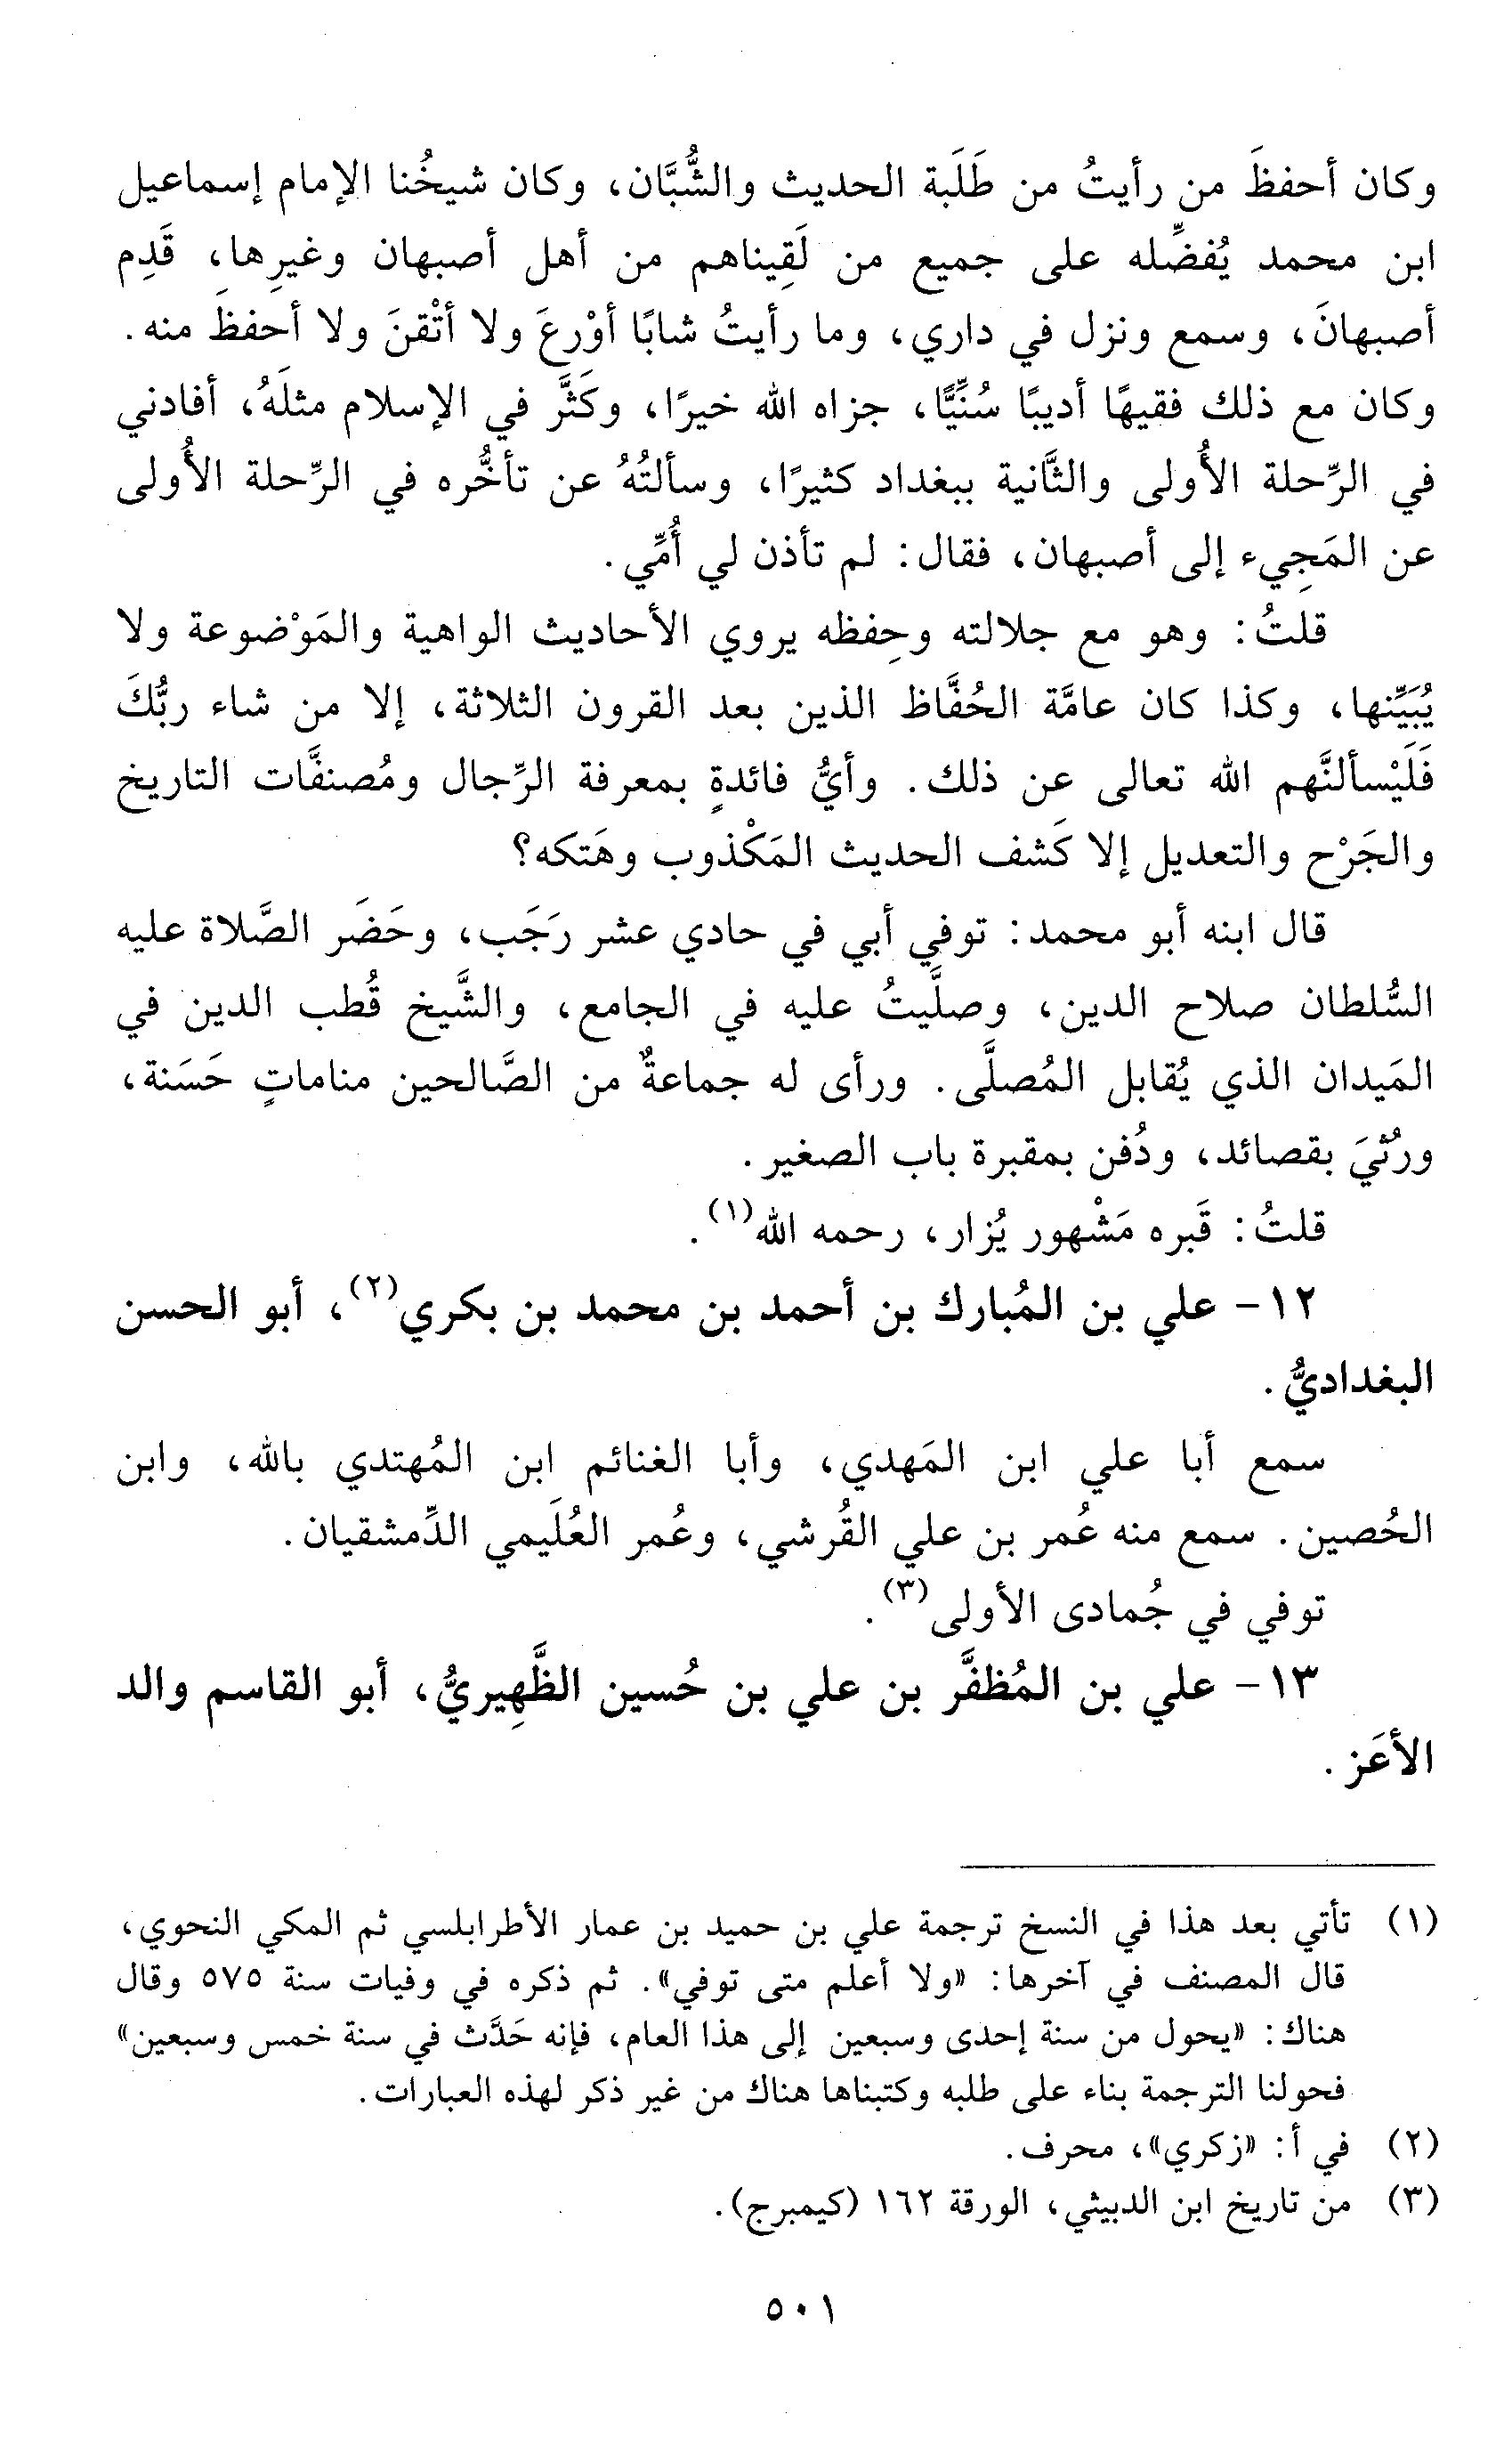 وكان أحفظَ من رأيتُ من طَلَبة الحديث والشُّبَّان، وكان شيخُنا الإمام إسماعيل
ابن محمد يُفضِّله على جميع من لَقِيناهم من أهل أصبهان وغيرِها، قَدِم
أصبهانَ، وسمع ونزل في داري، وما رأيتُ شابًا أوْرعَ ولا أتْقنَ ولا أحفظَ منه.
وكان مع ذلك فقيهًا أديبًا سُنِّيًّا، جزاه الله خيرًا، وكَثَّر في الإسلام مثلَهُ، أفادني
في الرِّحلة الأُولى والثَّانية ببغداد كثيرًا، وسألتُهُ عن تأخُّره في الرِّحلة الأُولى
عن المَجِيء إلى أصبهان، فقال: لم تأذن لي أُمِّي.
قلتُ: وهو مع جلالته وحِفظه يروي الأحاديث الواهية والمَوْضوعة ولا
يُبَيِّنها، وكذا كان عامَّة الحُفَّاظ الذين بعد القرون الثلاثة، إلا من شاء ربُّكَ
فَلَيْسألنَّهم الله تعالى عن ذلك. وأيُّ فائدةٍ بمعرفة الرِّجال ومُصنفَّات التاريخ
والجَرْح والتعديل إلا كَشف الحديث المَكْذوب وهَتكه؟
قال ابنه أبو محمد: توفي أبي في حادي عشر رَجَب، وحَضَر الصَّلاة عليه
السُّلطان صلاح الدين، وصلَّيتُ عليه في الجامع، والشَّيخ قُطب الدين في
المَيدان الذي يُقابل المُصلَّى. ورأى له جماعةٌ من الصَّالحين مناماتٍ حَسَنة،
ورُثْيَ بقصائد، ودُفن بمقبرة باب الصغير.
قلتُ: قَبره مَشْهور يُزار، رحمه الله(١).
١٢- علي بن المُبارك بن أحمد بن محمد بن بكري(٢)، أبو الحسن
البغداديُّ.
سمع أبا علي ابن المَهدي، وأبا الغنائم ابن المُهتدي بالله، وابن
الحُصين. سمع منه عُمر بن علي القُرشي، وعُمر العُلَيمي الدِّمشقيان.
توفي في جُمادى الأولى(٣).
١٣- علي بن المُظفَّر بن علي بن حُسين الظَّهِيريُّ، أبو القاسم والد
الأعَز.
(١) تأتي بعد هذا في النسخ ترجمة علي بن حميد بن عمار الأطرابلسي ثم المكي النحوي،
قال المصنف في آخرها: «ولا أعلم متى توفي». ثم ذكره في وفيات سنة ٥٧٥ وقال
هناك: «يحول من سنة إحدى وسبعين إلى هذا العام، فإنه حَدَّث في سنة خمس وسبعين»
فحولنا الترجمة بناء على طلبه وكتبناها هناك من غير ذكر لهذه العبارات.
(٢) في أ: «زكري»، محرف.
(٣) من تاريخ ابن الدبيثي، الورقة ١٦٢ (كيمبرج).
٥٠١